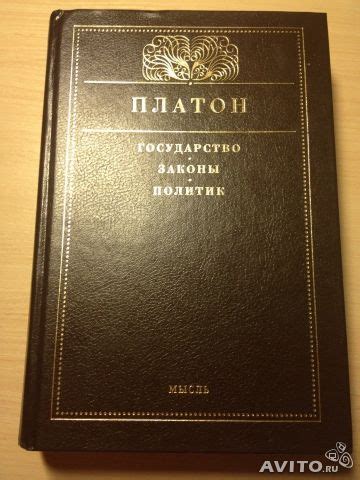 ПЛАТОН
ГОСУДАРСТВО
ЗАКОНЫ
ПОЛИТИК
МЫСЛЬ
AVITO.ru